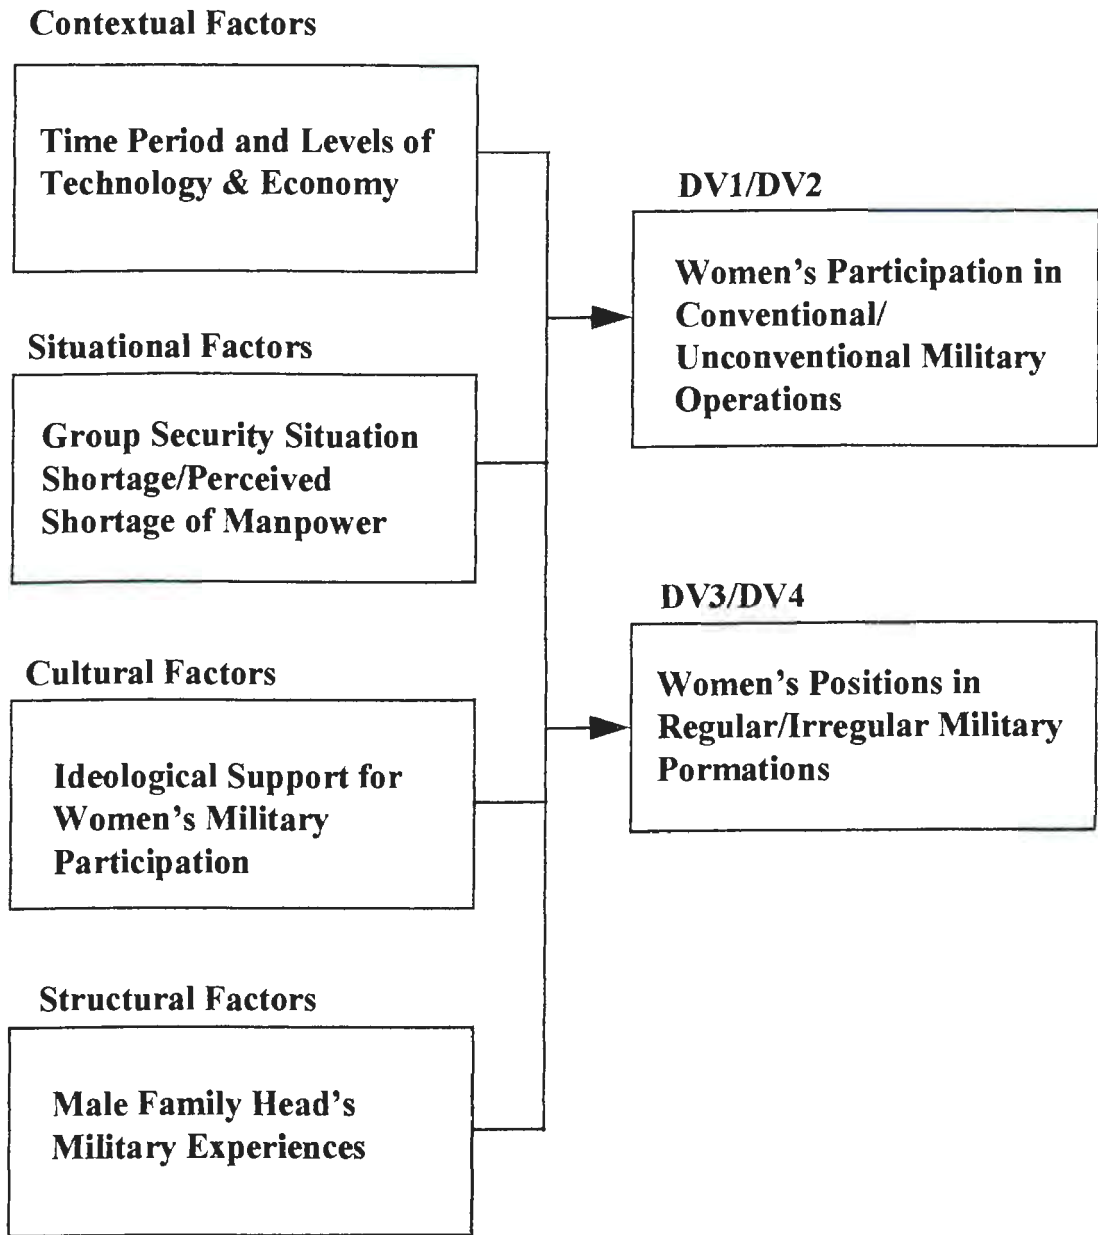 Contextual Factors
Time Period and Levels of
Technology & Economy
Situational Factors
Group Security Situation
Shortage/Perceived
Shortage of Manpower
Cultural Factors
Ideological Support for
Women's Military
Participation
Structural Factors
Male Family Head's
Military Experiences
DV1/DV2
Women's Participation in
Conventional/
Unconventional Military
Operations
DV3/DV4
Women's Positions in
Regular/Irregular Military
Pormations